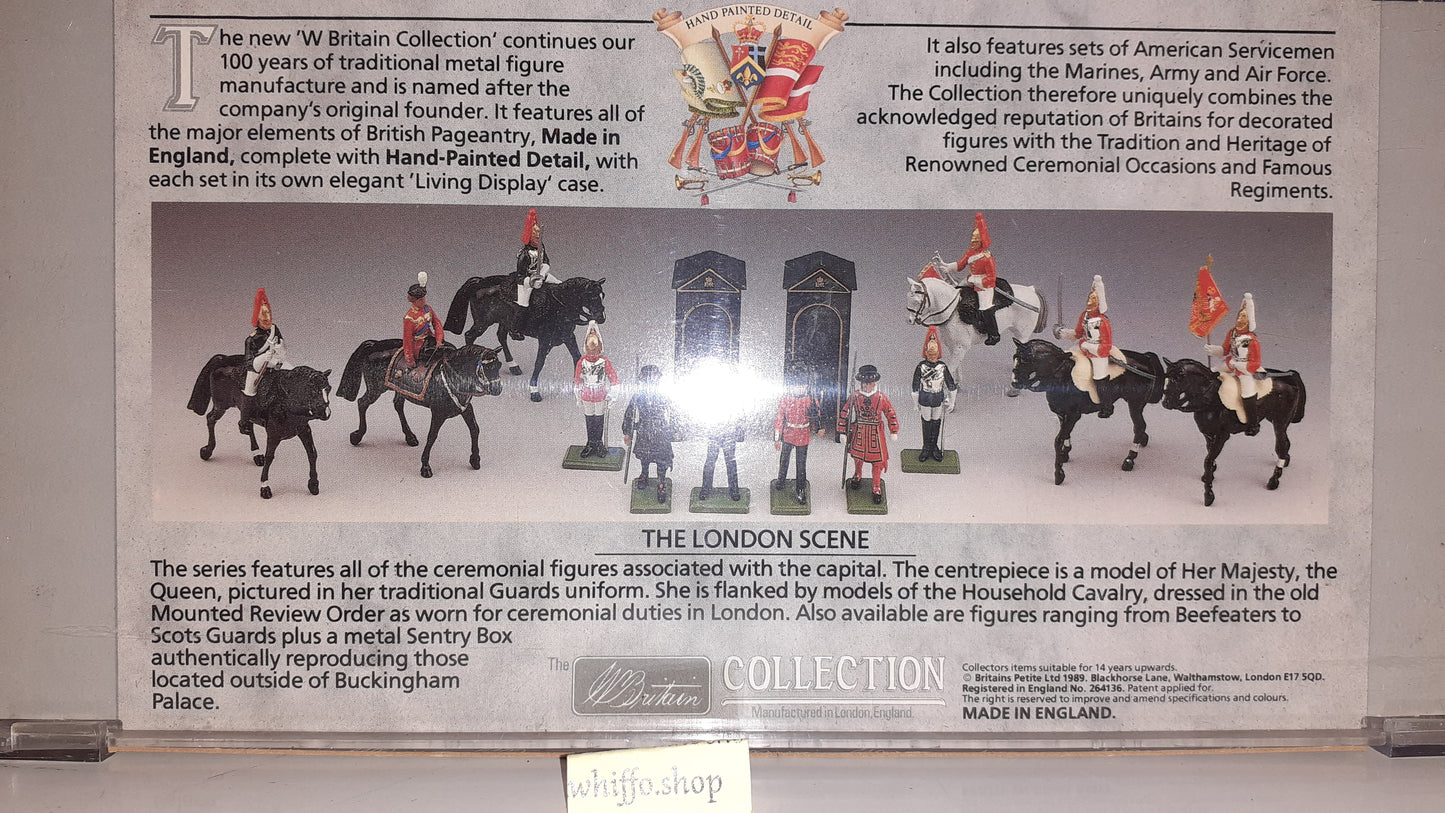 HAND PAINTED DETAIL
The new 'W Britain Collection' continues our
100 years of traditional metal figure
manufacture and is named after the
company's original founder. It features all of
the major elements of British Pageantry, Made in
England, complete with Hand-Painted Detail, with
each set in its own elegant 'Living Display' case.
It also features sets of American Servicemen
including the Marines, Army and Air Force.
The Collection therefore uniquely combines the
acknowledged reputation of Britains for decorated
figures with the Tradition and Heritage of
Renowned Ceremonial Occasions and Famous
Regiments.
THE LONDON SCENE
The series features all of the ceremonial figures associated with the capital. The centrepiece is a model of Her Majesty, the
Queen, pictured in her traditional Guards uniform. She is flanked by models of the Household Cavalry, dressed in the old
Mounted Review Order as worn for ceremonial duties in London. Also available are figures ranging from Beefeaters to
Scots Guards plus a metal Sentry Box
authentically reproducing those
located outside of Buckingham
Palace.
The W Britain COLLECTION
Manufactured in London, England.
Collectors items suitable for 14 years upwards.
© Britains Petite Ltd 1989. Blackhorse Lane, Walthamstow, London E17 5QD.
Registered in England No. 264136. Patent applied for.
The right is reserved to improve and amend specifications and colours.
MADE IN ENGLAND.
whiffo.shop